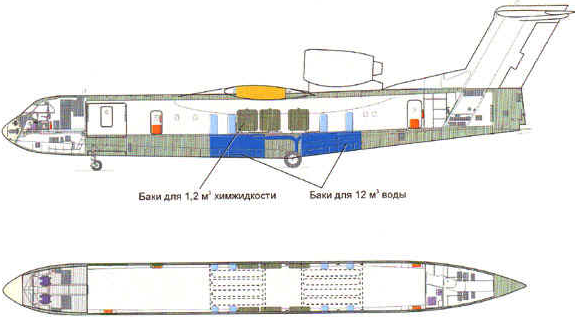 Баки для 1,2 м³ химжидкости
Баки для 12 м³ воды